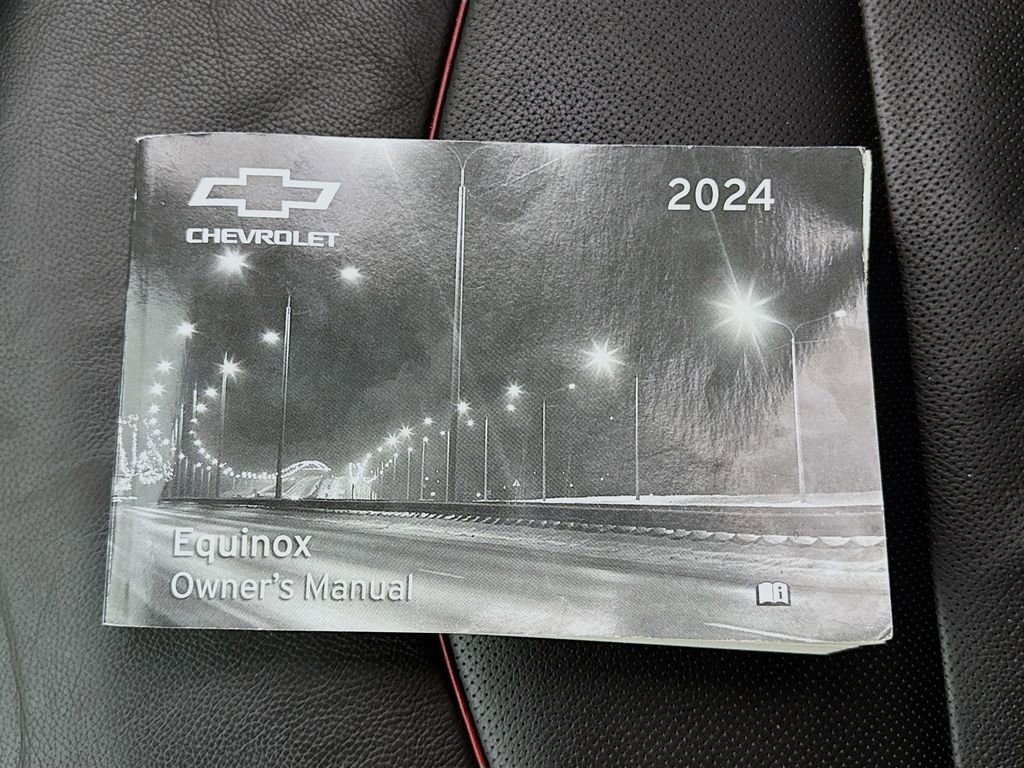 2024
CHEVROLET
Equinox
Owner's Manual
i